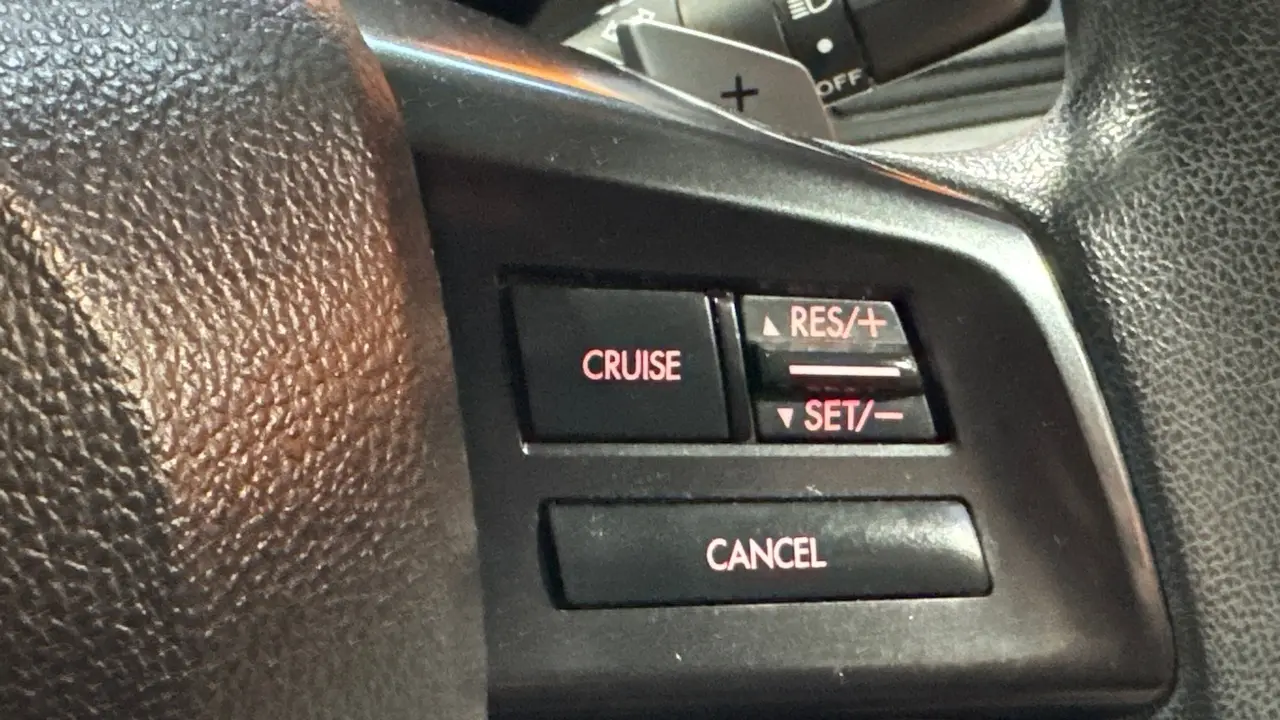 +
OFF
CRUISE
▲ RES/+
▼ SET/−
CANCEL